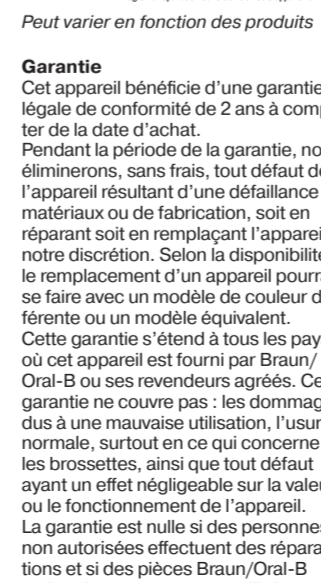 Peut varier en fonction des produits
Garantie
Cet appareil bénéficie d’une garantie
légale de conformité de 2 ans à comp
ter de la date d’achat.
Pendant la période de la garantie, no
éliminerons, sans frais, tout défaut de
l’appareil résultant d’une défaillance
matériaux ou de fabrication, soit en
réparant soit en remplaçant l’appareil
notre discrétion. Selon la disponibilité
le remplacement d’un appareil pourra
se faire avec un modèle de couleur d
férente ou un modèle équivalent.
Cette garantie s’étend à tous les pay
où cet appareil est fourni par Braun/
Oral-B ou ses revendeurs agréés. Ce
garantie ne couvre pas : les dommag
dus à une mauvaise utilisation, l’usur
normale, surtout en ce qui concerne
les brossettes, ainsi que tout défaut
ayant un effet négligeable sur la valeu
ou le fonctionnement de l’appareil.
La garantie est nulle si des personnes
non autorisées effectuent des répara
tions et si des pièces Braun/Oral-B